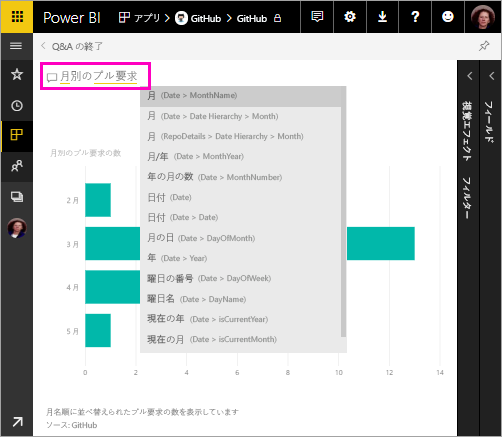 Power BI アプリ > GitHub > GitHub
Q&A の終了
月別のプル要求
月 (Date > MonthName)
月 (Date > Date Hierarchy > Month)
月 (RepoDetails > Date Hierarchy > Month)
月/年 (Date > MonthYear)
年の月の数 (Date > MonthNumber)
日付 (Date)
日付 (Date > Date)
月の日 (Date > DayOfMonth)
年 (Date > Year)
曜日の番号 (Date > DayOfWeek)
曜日名 (Date > DayName)
現在の年 (Date > isCurrentYear)
現在の月 (Date > isCurrentMonth)
月別のプル要求の数
2 月
3 月
4 月
5 月
0 2 4 6 8 10 12 14
月名順に並べ替えられたプル要求の数を表示しています
ソース: GitHub
視覚エフェクト
フィルター
フィールド